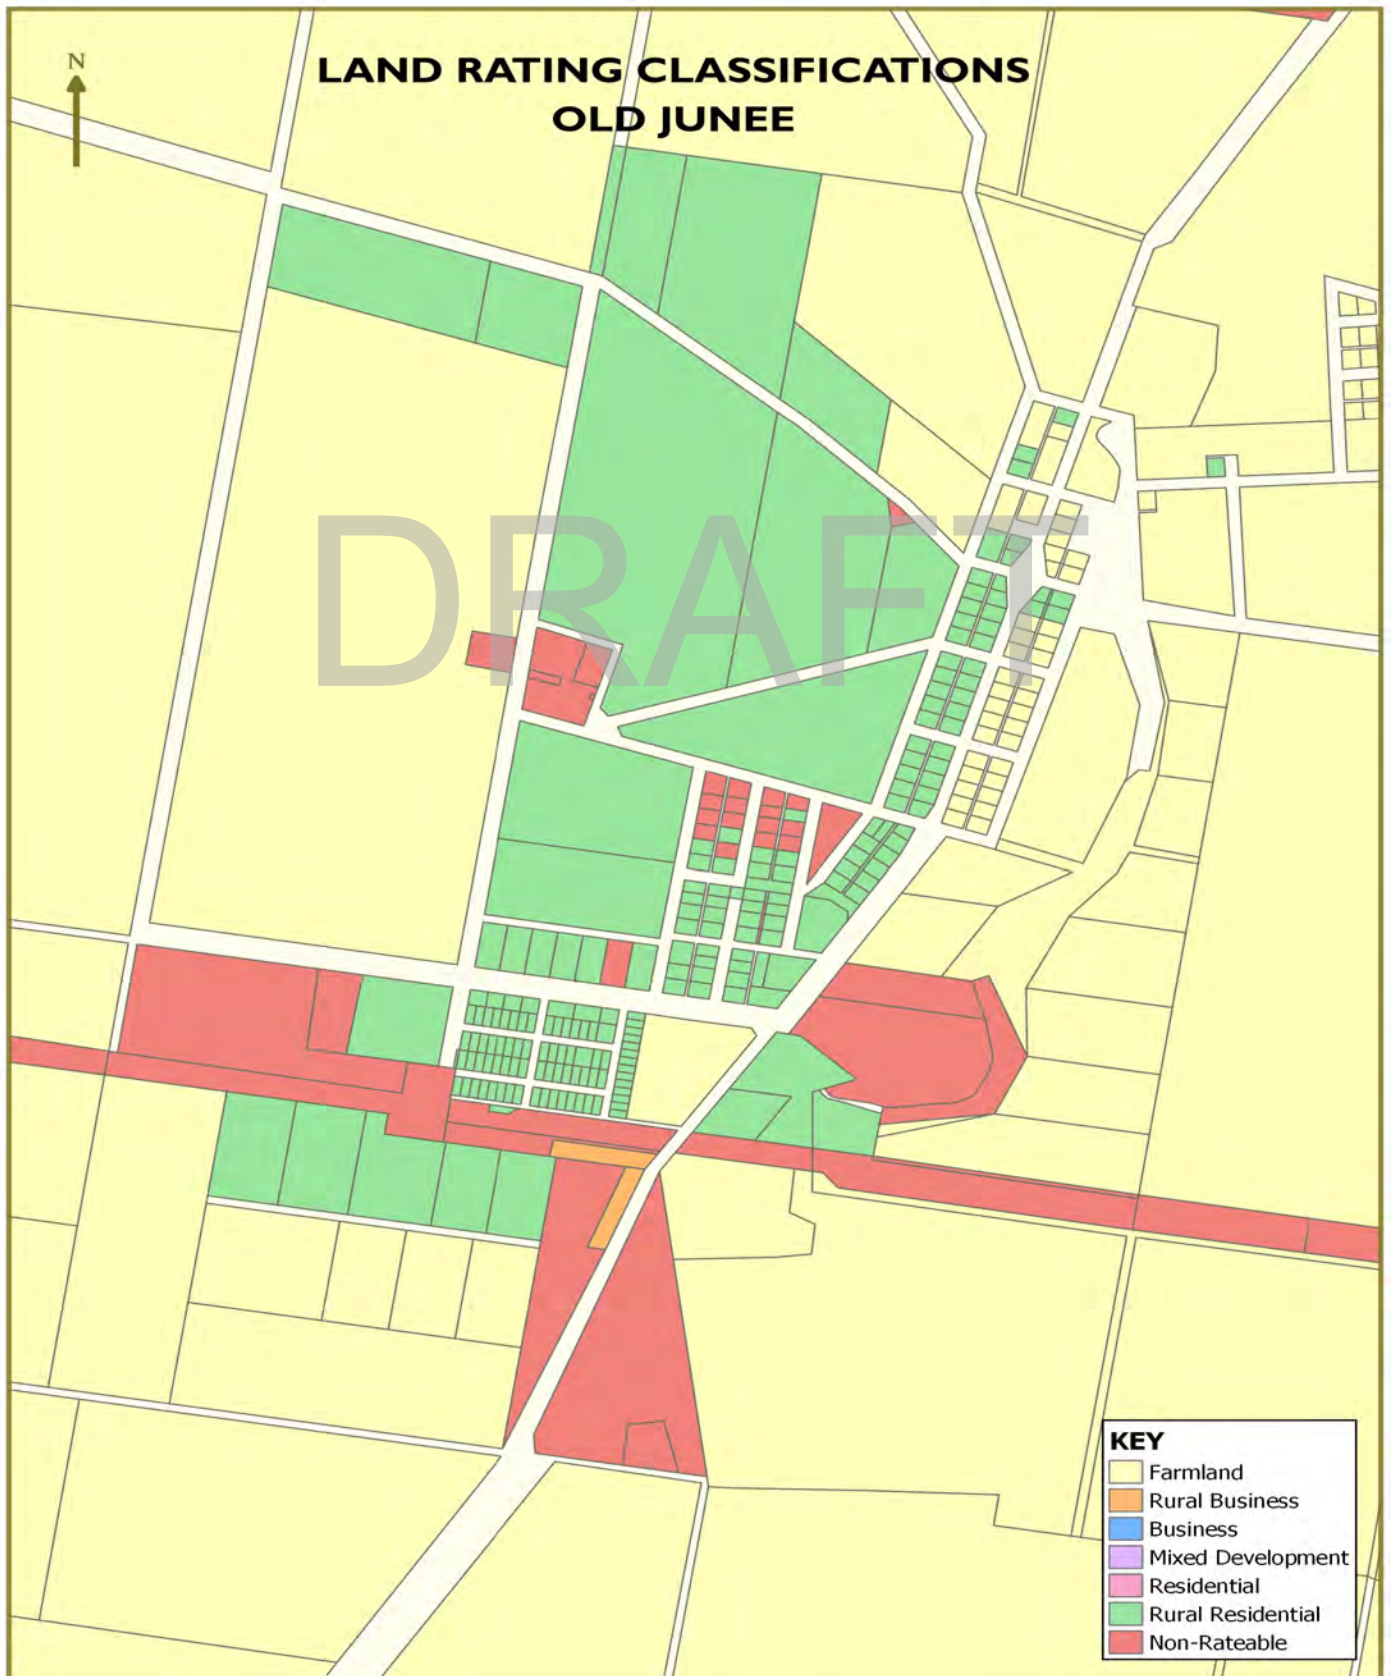 N
LAND RATING CLASSIFICATIONS
OLD JUNEE
DRAFT
KEY
Farmland
Rural Business
Business
Mixed Development
Residential
Rural Residential
Non-Rateable